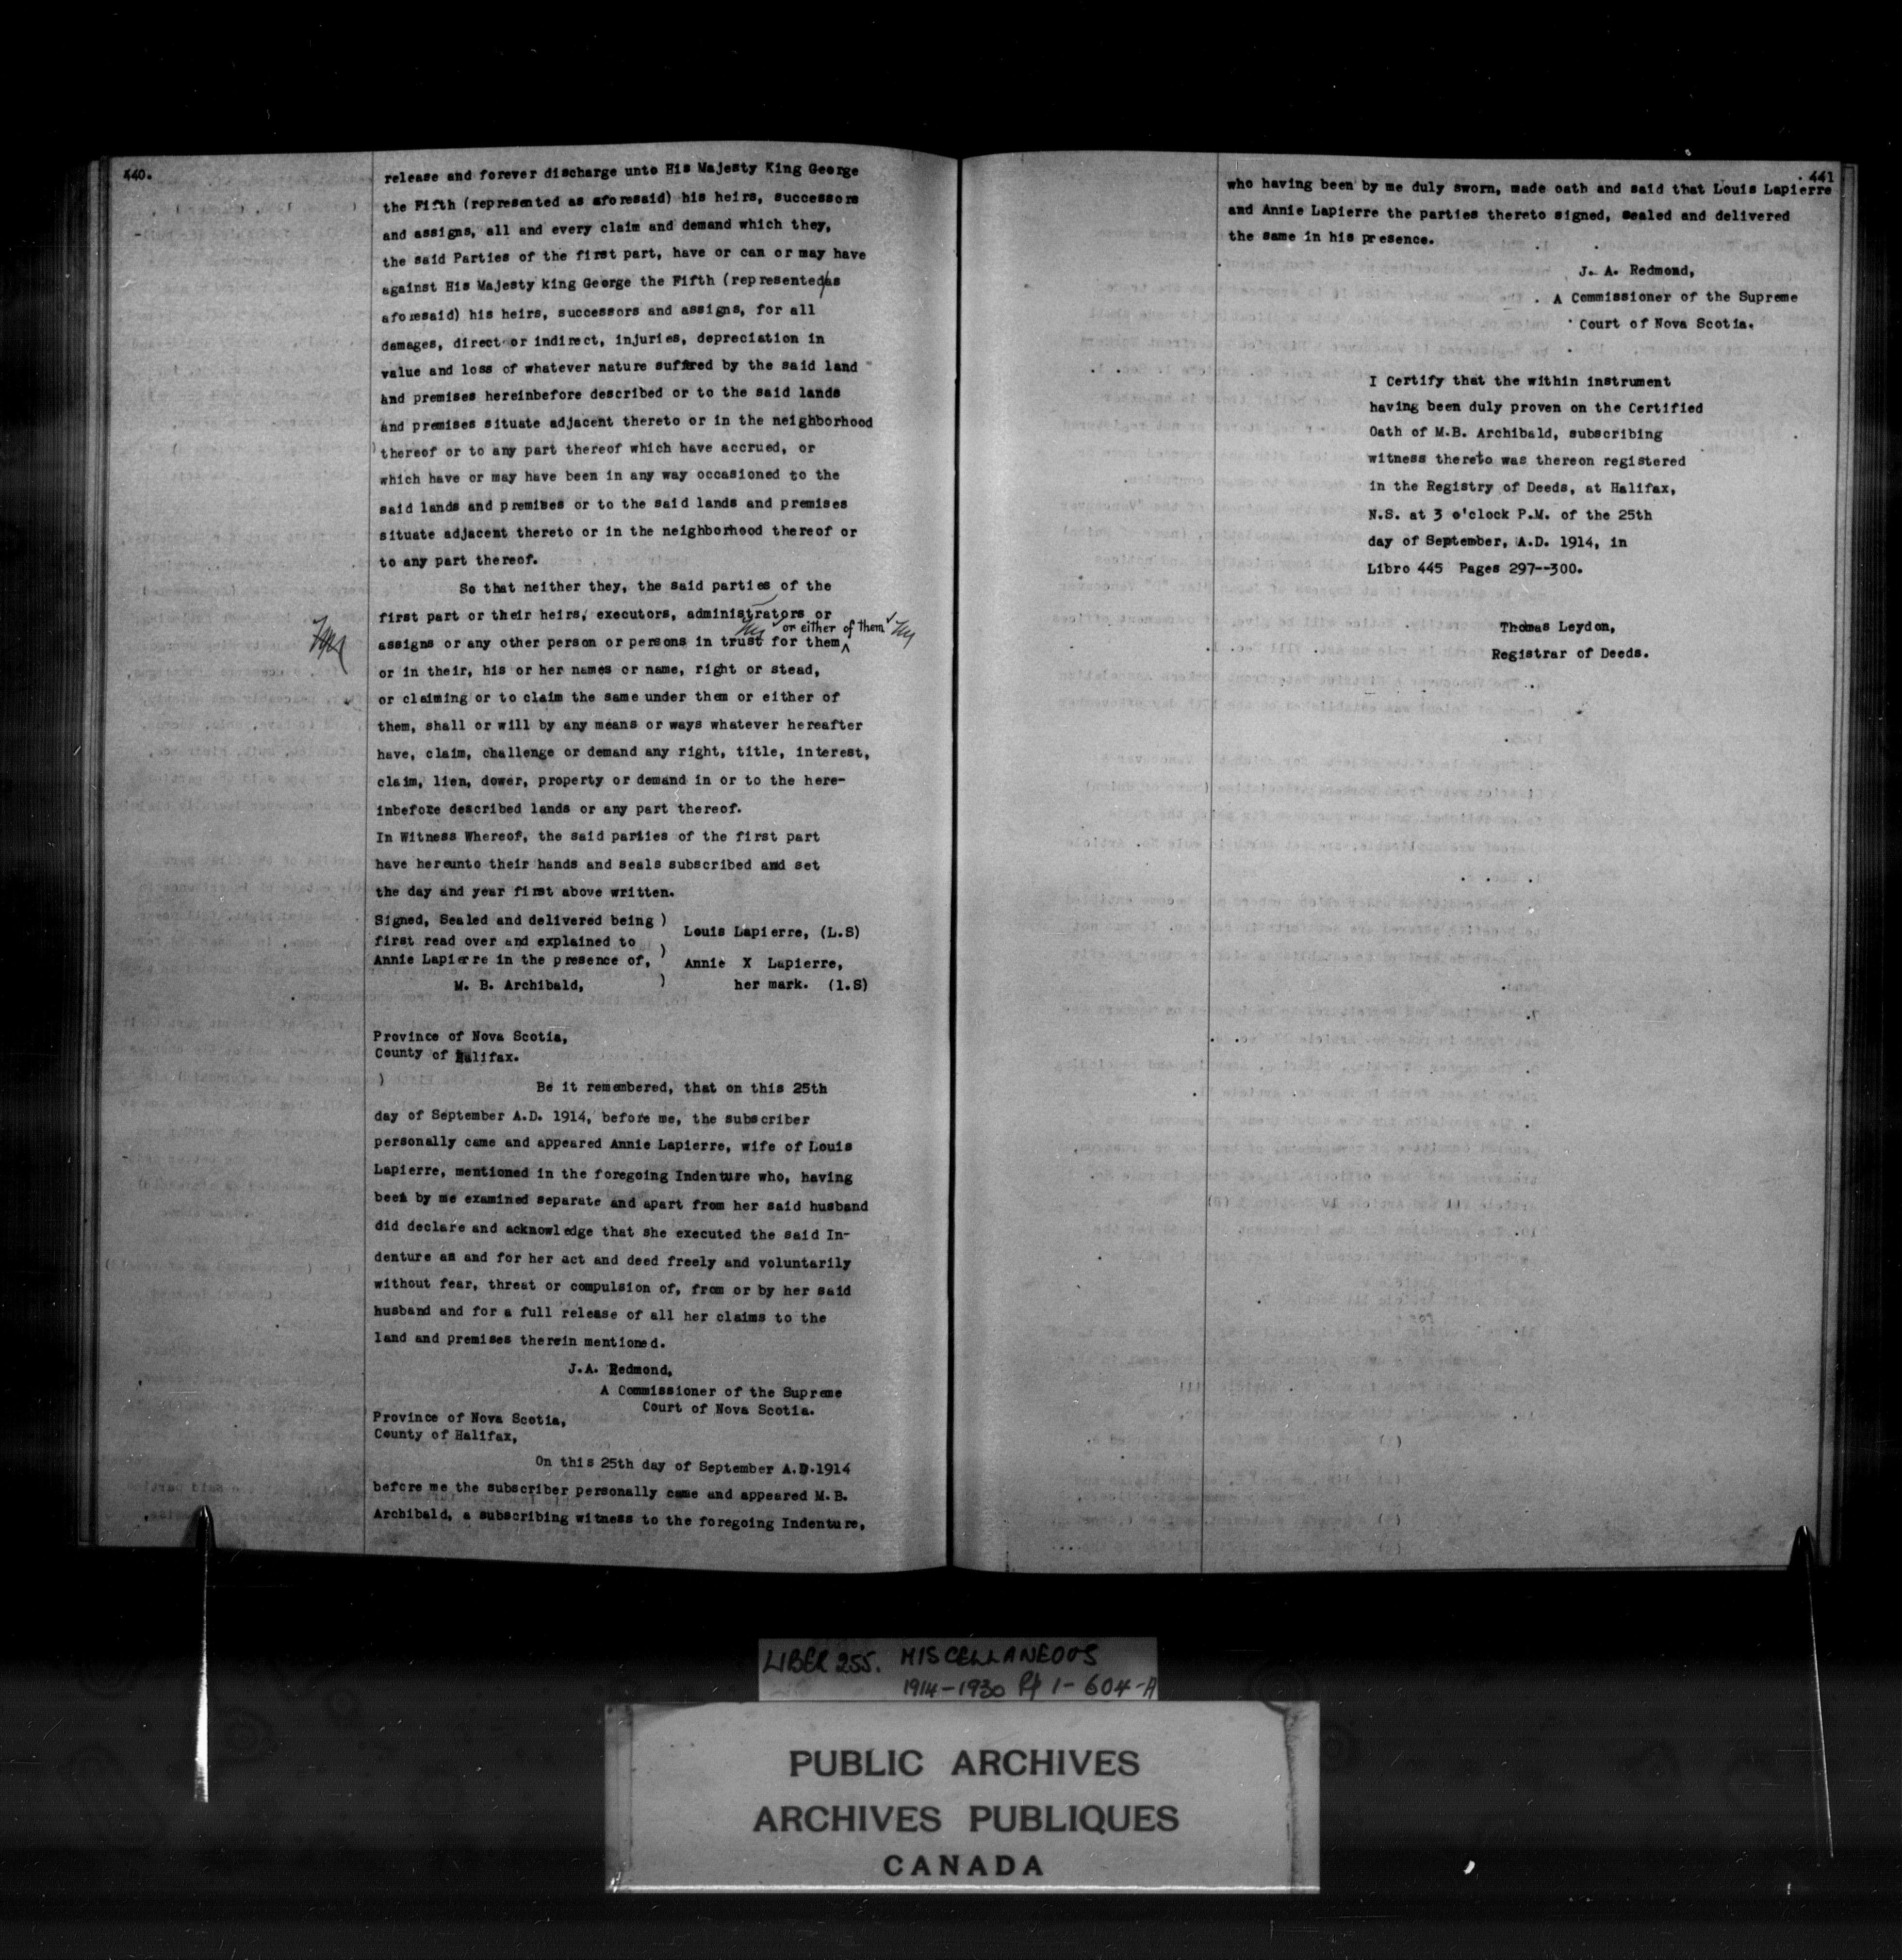 440.
release and forever discharge unto His Majesty King George
the Fifth (represented as aforesaid) his heirs, successors
and assigns, all and every claim and demand which they,
the said Parties of the first part, have or can or may have
against His Majesty king George the Fifth (represented/as
aforesaid) his heirs, successors and assigns, for all
damages, direct or indirect, injuries, depreciation in
value and loss of whatever nature suffered by the said land
and premises hereinbefore described or to the said lands
and premises situate adjacent thereto or in the neighborhood
thereof or to any part thereof which have accrued, or
which have or may have been in any way occasioned to the
said lands and premises or to the said lands and premises
situate adjacent thereto or in the neighborhood thereof or
to any part thereof.
So that neither they, the said parties of the
first part or their heirs, executors, administrators or
or either of them
assigns or any other person or persons in trust for them
or in their, his or her names or name, right or stead,
or claiming or to claim the same under them or either of
them, shall or will by any means or ways whatever hereafter
have, claim, challenge or demand any right, title, interest,
claim, lien, dower, property or demand in or to the here-
inbefore described lands or any part thereof.
In Witness Whereof, the said parties of the first part
have hereunto their hands and seals subscribed and set
the day and year first above written.
Signed, Sealed and delivered being )
first read over and explained to
Annie Lapierre in the presence of, )
M. B. Archibald, )
Louis Lapierre, (L.S)
Annie X Lapierre,
her mark. (l.S)
Province of Nova Scotia,
County of Halifax.
)
Be it remembered, that on this 25th
day of September A.D. 1914, before me, the subscriber
personally came and appeared Annie Lapierre, wife of Louis
Lapierre, mentioned in the foregoing Indenture who, having
been by me examined separate and apart from her said husband
did declare and acknowledge that she executed the said In-
denture as and for her act and deed freely and voluntarily
without fear, threat or compulsion of, from or by her said
husband and for a full release of all her claims to the
land and premises therein mentioned.
J.A. Redmond,
A Commissioner of the Supreme
Court of Nova Scotia.
Province of Nova Scotia,
County of Halifax,
On this 25th day of September A.D.1914
before me the subscriber personally came and appeared M.B.
Archibald, a subscribing witness to the foregoing Indenture,
441
who having been by me duly sworn, made oath and said that Louis Lapierre
and Annie Lapierre the parties thereto signed, sealed and delivered
the same in his presence.
J. A. Redmond,
A Commissioner of the Supreme
Court of Nova Scotia.
I Certify that the within instrument
having been duly proven on the Certified
Oath of M.B. Archibald, subscribing
witness thereto was thereon registered
in the Registry of Deeds, at Halifax,
N.S. at 3 o'clock P.M. of the 25th
day of September, A.D. 1914, in
Libro 445 Pages 297--300.
Thomas Leydon,
Registrar of Deeds.
LIBER 255. MISCELLANEOUS
1914-1930 Pp 1-604-A
PUBLIC ARCHIVES
ARCHIVES PUBLIQUES
CANADA